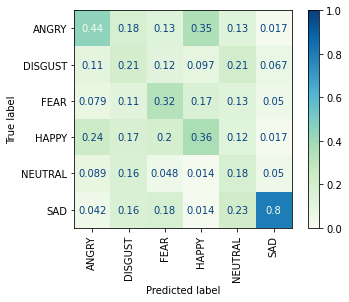 ANGRY 0.44 0.18 0.13 0.35 0.13 0.017 1.0
DISGUST 0.11 0.21 0.12 0.097 0.21 0.067 0.8
FEAR 0.079 0.11 0.32 0.17 0.13 0.05 0.6
True label
HAPPY 0.24 0.17 0.2 0.36 0.12 0.017 0.4
NEUTRAL 0.089 0.16 0.048 0.014 0.18 0.05 0.2
SAD 0.042 0.16 0.18 0.014 0.23 0.8 0.0
ANGRY DISGUST FEAR HAPPY NEUTRAL SAD
Predicted label